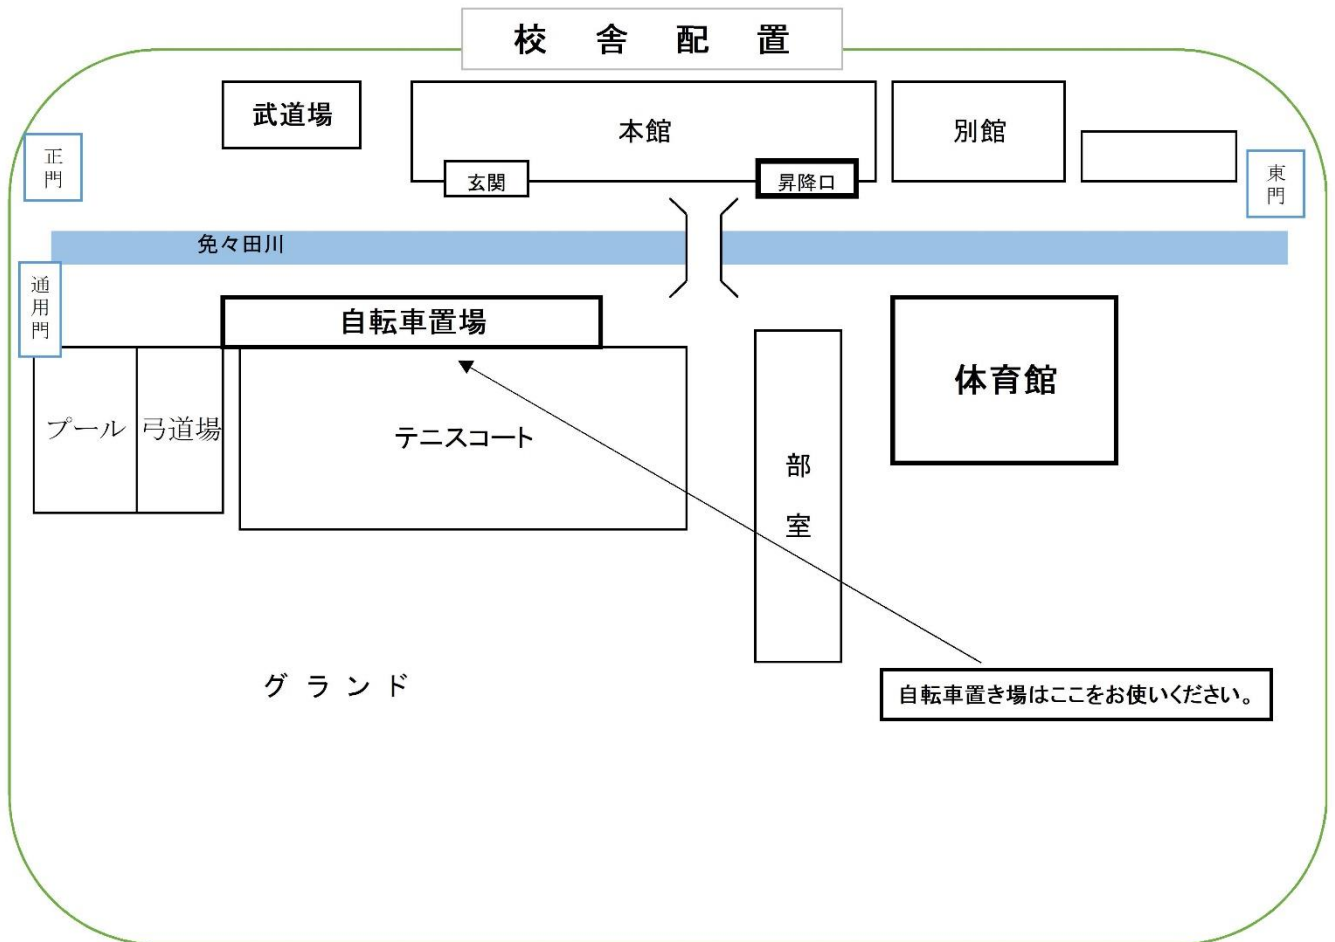 校舎配置
武道場
本館
別館
正門
玄関
昇降口
東門
免々田川
通用門
自転車置場
体育館
プール
弓道場
テニスコート
部室
グランド
自転車置き場はここをお使いください。